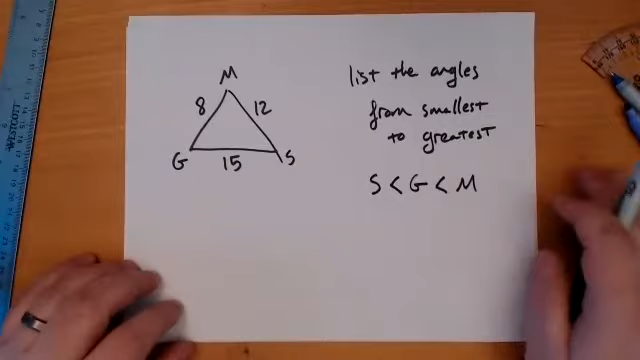 M
8 12
G 15 S
list the angles
from smallest
to greatest
S < G < M
WESTCOTT